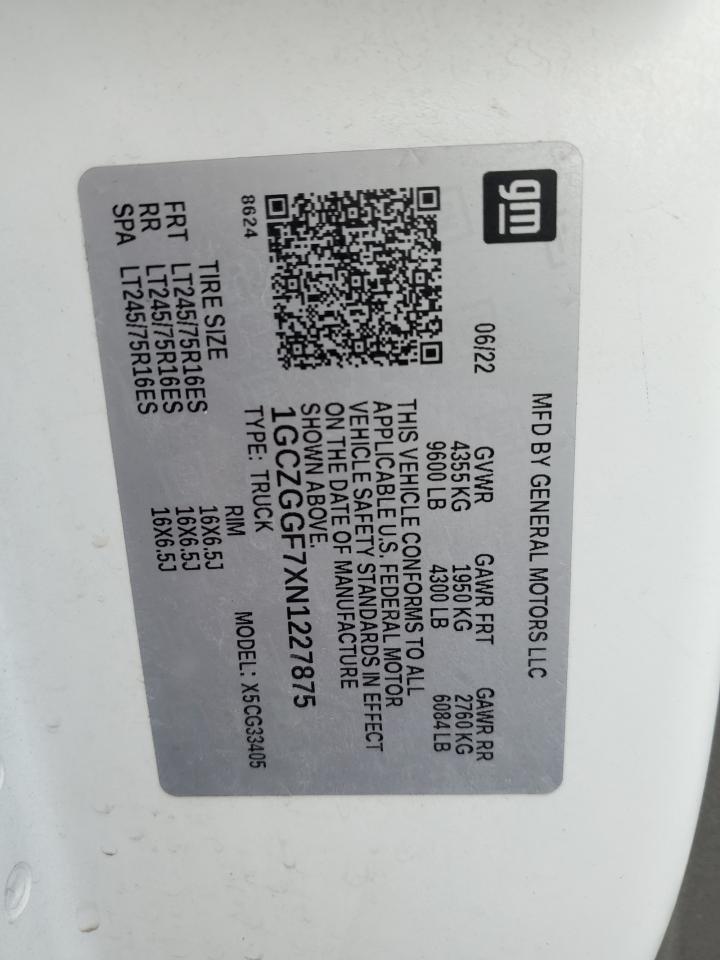 gm
MFD BY GENERAL MOTORS LLC
06/22 GVWR GAWR FRT GAWR RR
4355 KG 1950 KG 2760 KG
9600 LB 4300 LB 6084 LB
THIS VEHICLE CONFORMS TO ALL
APPLICABLE U.S. FEDERAL MOTOR
VEHICLE SAFETY STANDARDS IN EFFECT
ON THE DATE OF MANUFACTURE
SHOWN ABOVE.
1GCZGGF7XN1227875
8624 TYPE: TRUCK MODEL: X5CG33405
TIRE SIZE RIM
FRT LT245/75R16ES 16X6.5J
RR LT245/75R16ES 16X6.5J
SPA LT245/75R16ES 16X6.5J